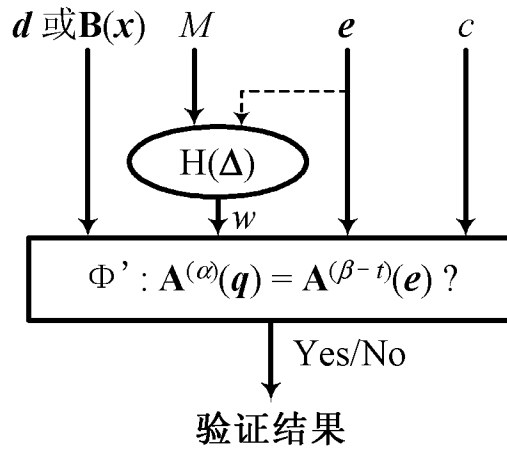 d 或B(x) M e c
H(Δ)
w
Φ’ : A^(α)(q) = A^(β − t)(e) ?
Yes/No
验证结果